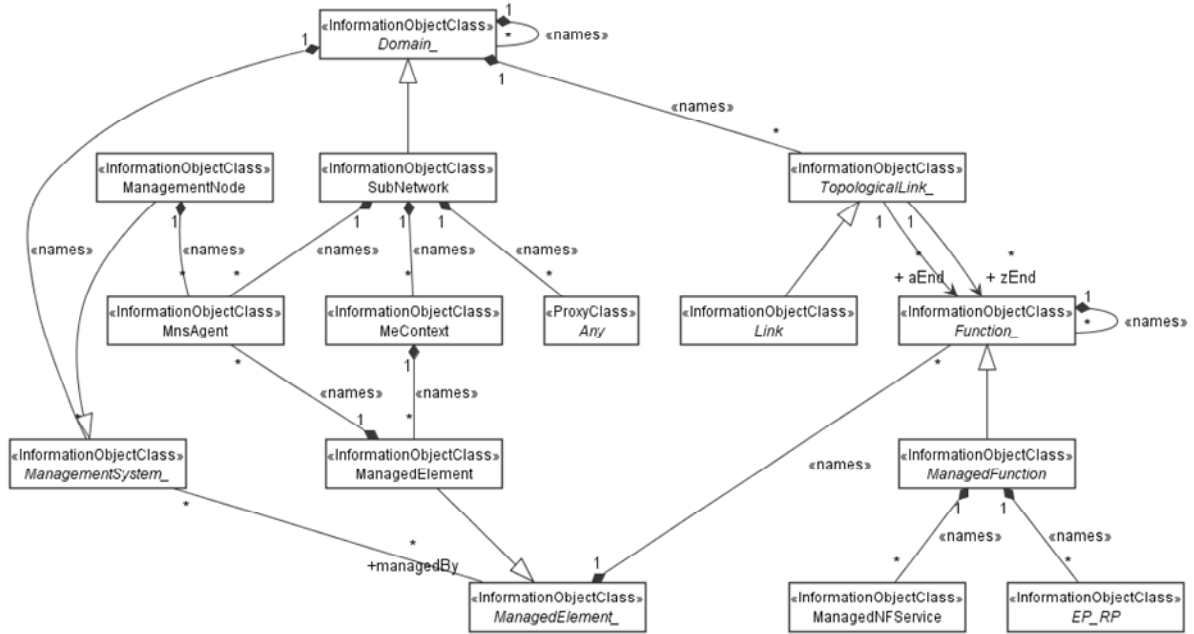 1
«InformationObjectClass»
Domain_
1
*
«names»
1
1
«names»
*
«InformationObjectClass»
ManagementNode
«InformationObjectClass»
SubNetwork
«InformationObjectClass»
TopologicalLink_
1
1
1
1
1
1
«names»
«names»
«names»
«names»
«names»
*
*
*
*
*
*
+ aEnd
+ zEnd
«InformationObjectClass»
MnsAgent
«InformationObjectClass»
MeContext
«ProxyClass»
Any
«InformationObjectClass»
Link
«InformationObjectClass»
Function_
1
*
«names»
*
1
*
«names»
«names»
*
1
*
«InformationObjectClass»
ManagementSystem_
«InformationObjectClass»
ManagedElement
«names»
«InformationObjectClass»
ManagedFunction
*
1
1
*
+managedBy
«names»
«names»
1
*
*
«InformationObjectClass»
ManagedElement_
«InformationObjectClass»
ManagedNFService
«InformationObjectClass»
EP_RP